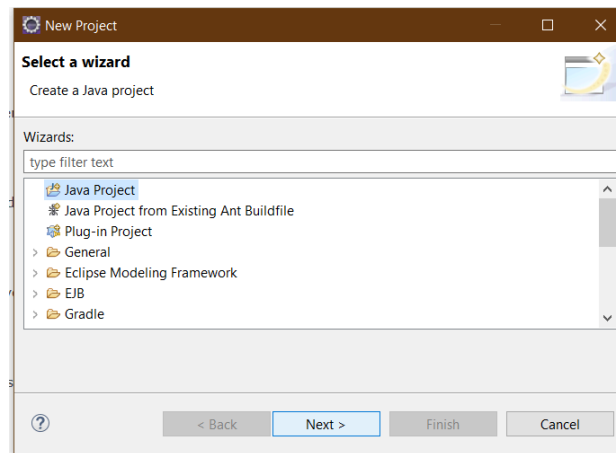 New Project
Select a wizard
Create a Java project
Wizards:
type filter text
Java Project
Java Project from Existing Ant Buildfile
Plug-in Project
General
Eclipse Modeling Framework
EJB
Gradle
< Back Next > Finish Cancel